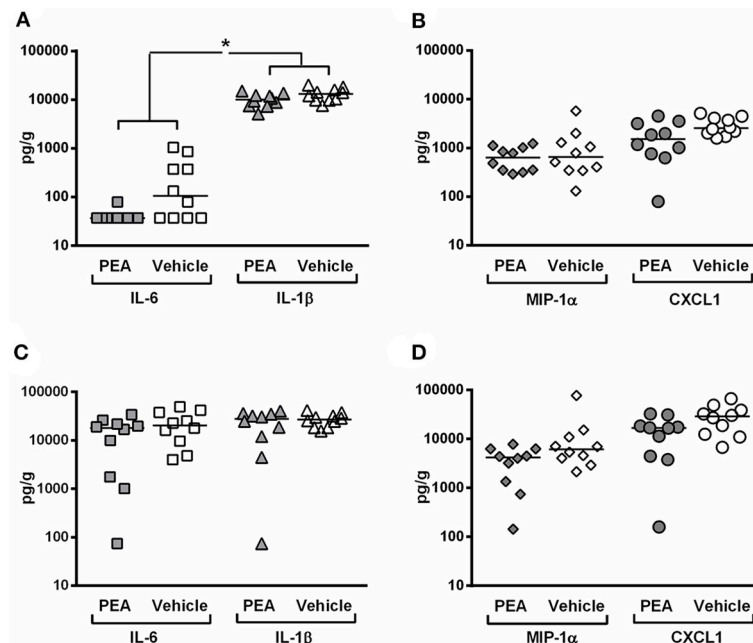 A
*
100000
10000
1000
100
10
pg/g
PEA Vehicle PEA Vehicle
IL-6 IL-1β
B
100000
10000
1000
100
10
pg/g
PEA Vehicle PEA Vehicle
MIP-1α CXCL1
C
100000
10000
1000
100
10
pg/g
PEA Vehicle PEA Vehicle
IL-6 IL-1β
D
100000
10000
1000
100
10
pg/g
PEA Vehicle PEA Vehicle
MIP-1α CXCL1